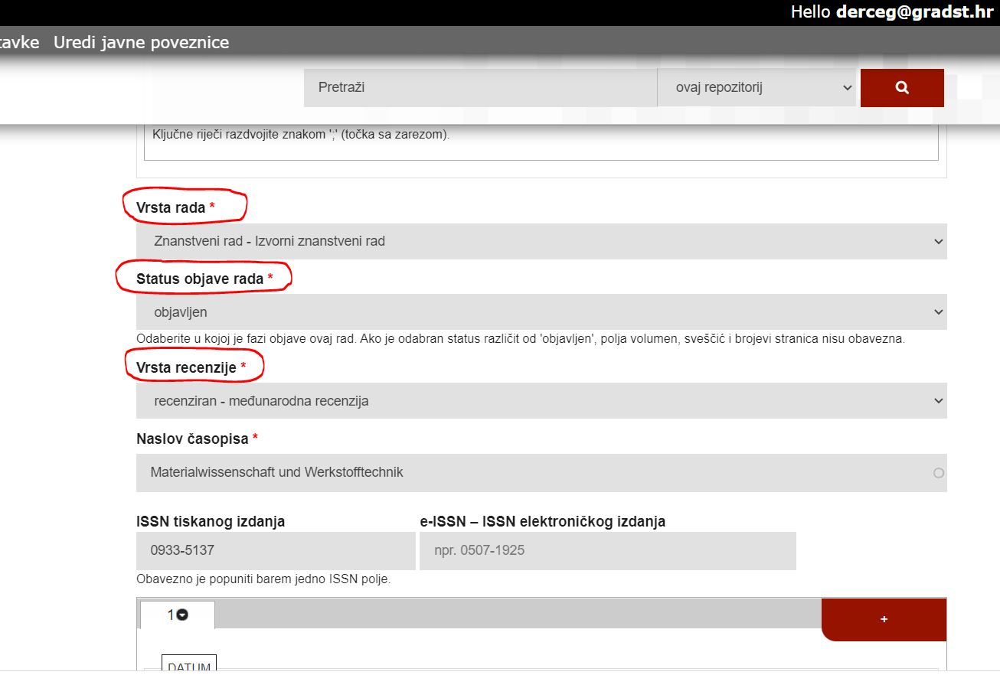 Hello derceg@gradst.hr
tavke Uredi javne poveznice
Pretraži ovaj repozitorij
Ključne riječi razdvojite znakom ';' (točka sa zarezom).
Vrsta rada *
Znanstveni rad - Izvorni znanstveni rad
Status objave rada *
objavljen
Odaberite u kojoj je fazi objave ovaj rad. Ako je odabran status različit od 'objavljen', polja volumen, sveščić i brojevi stranica nisu obavezna.
Vrsta recenzije *
recenziran - međunarodna recenzija
Naslov časopisa *
Materialwissenschaft und Werkstofftechnik
ISSN tiskanog izdanja e-ISSN – ISSN elektroničkog izdanja
0933-5137 npr. 0507-1925
Obavezno je popuniti barem jedno ISSN polje.
1 +
DATUM